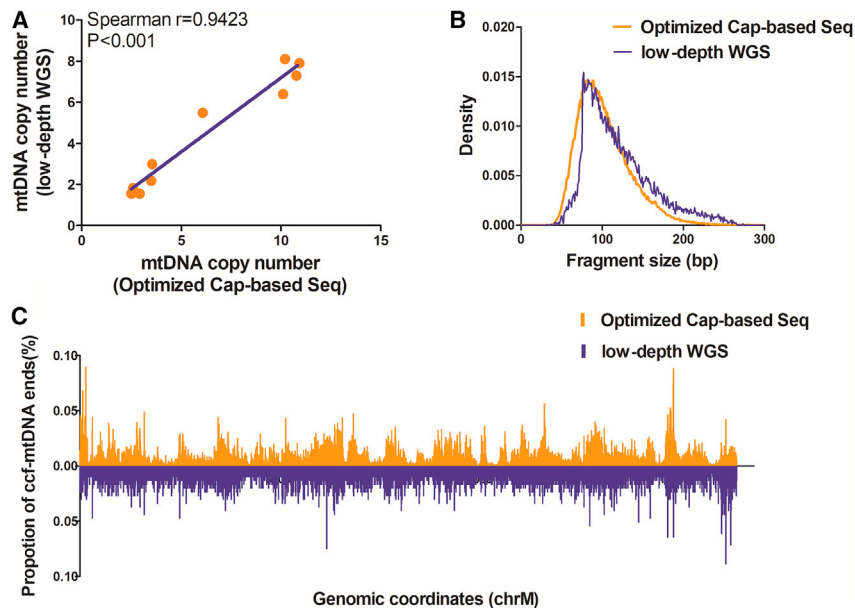 A
Spearman r=0.9423
P<0.001
mtDNA copy number
(low-depth WGS)
10
8
6
4
2
0
0
5
10
15
mtDNA copy number
(Optimized Cap-based Seq)
B
Optimized Cap-based Seq
low-depth WGS
Density
0.020
0.015
0.010
0.005
0.000
0
100
200
300
Fragment size (bp)
C
Optimized Cap-based Seq
low-depth WGS
Propotion of ccf-mtDNA ends(%)
0.10
0.05
0.00
0.05
0.10
Genomic coordinates (chrM)